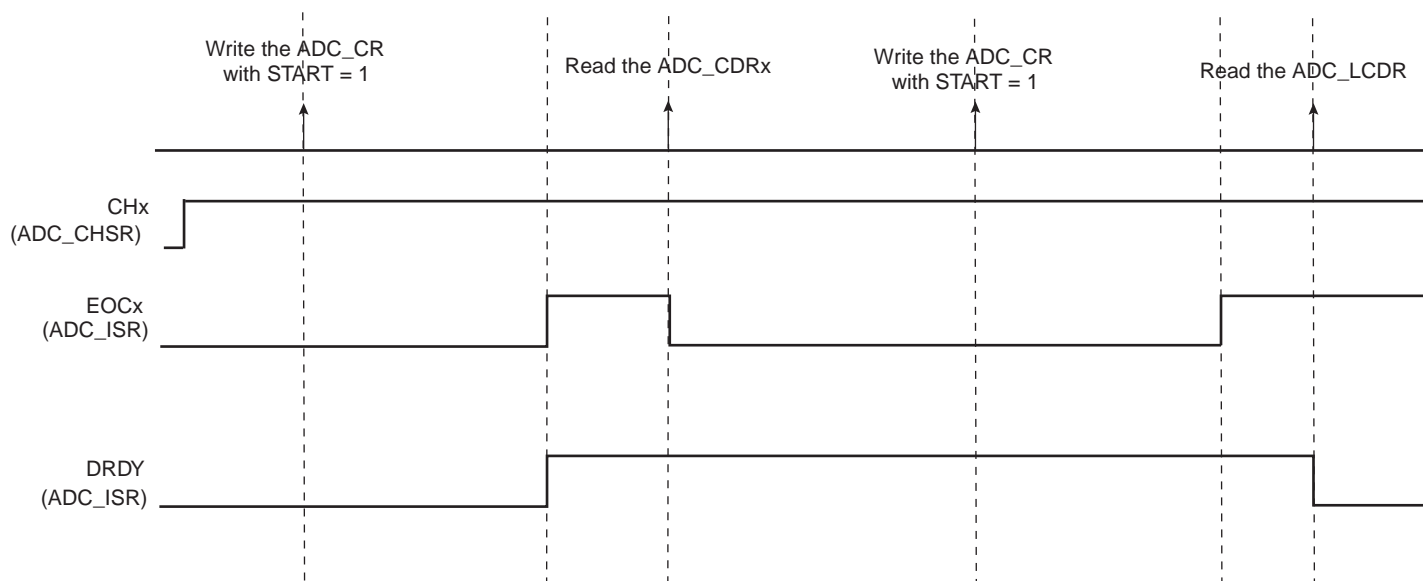 Write the ADC_CR
with START = 1
Read the ADC_CDRx
Write the ADC_CR
with START = 1
Read the ADC_LCDR
CHx
(ADC_CHSR)
EOCx
(ADC_ISR)
DRDY
(ADC_ISR)